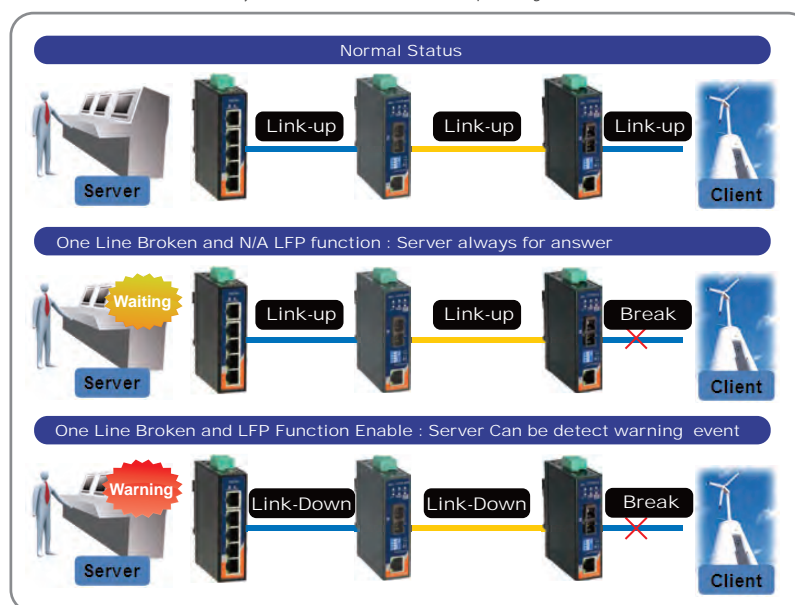 Normal Status
Link-up
Link-up
Link-up
Server
Client
One Line Broken and N/A LFP function : Server always for answer
Waiting
Link-up
Link-up
Break
Server
Client
One Line Broken and LFP Function Enable : Server Can be detect warning event
Warning
Link-Down
Link-Down
Break
Server
Client